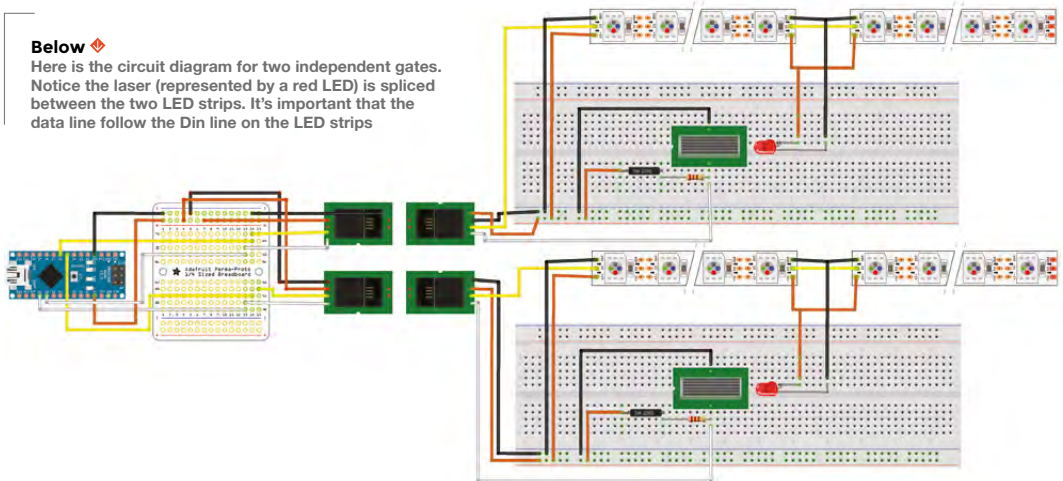 Below
Here is the circuit diagram for two independent gates.
Notice the laser (represented by a red LED) is spliced
between the two LED strips. It's important that the
data line follow the Din line on the LED strips
adafruit Perma-Proto
1/4 Sized Breadboard